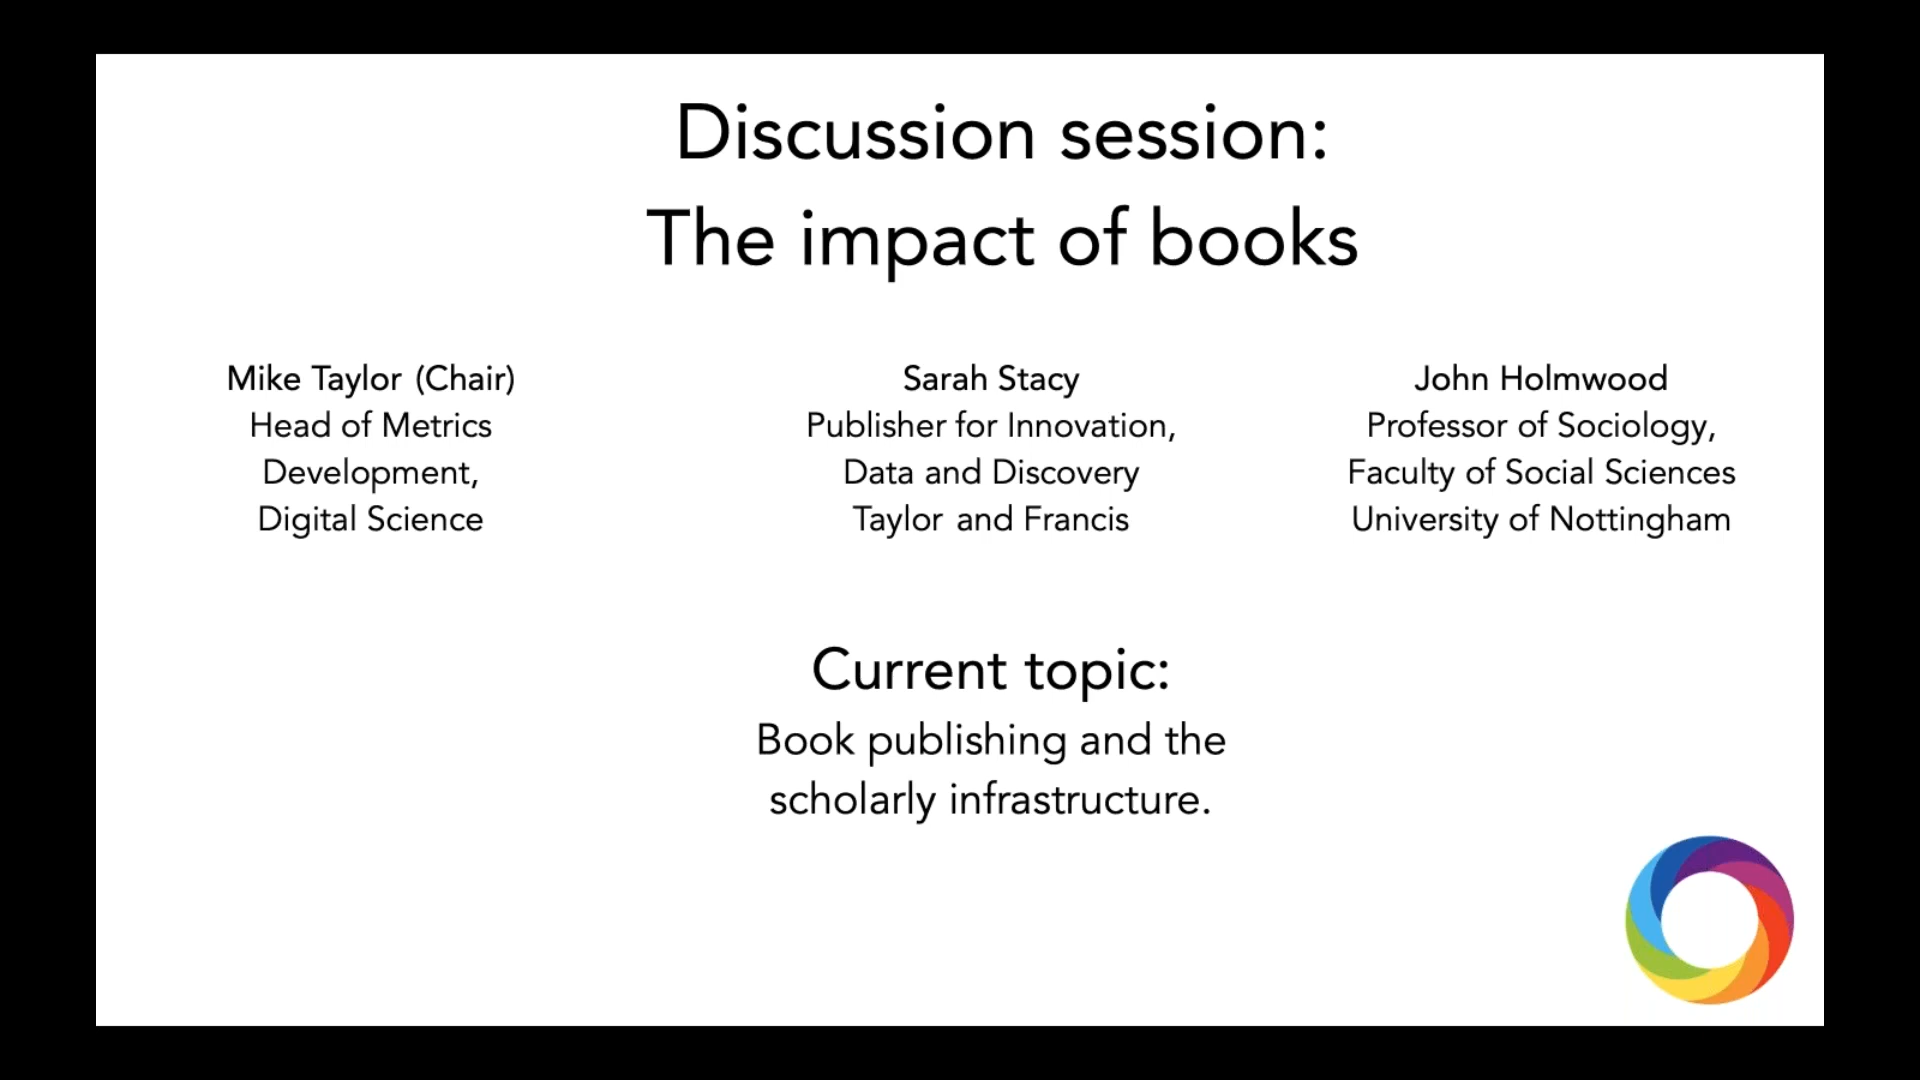 Discussion session:
The impact of books
Mike Taylor (Chair)
Head of Metrics
Development,
Digital Science
Sarah Stacy
Publisher for Innovation,
Data and Discovery
Taylor and Francis
John Holmwood
Professor of Sociology,
Faculty of Social Sciences
University of Nottingham
Current topic:
Book publishing and the
scholarly infrastructure.